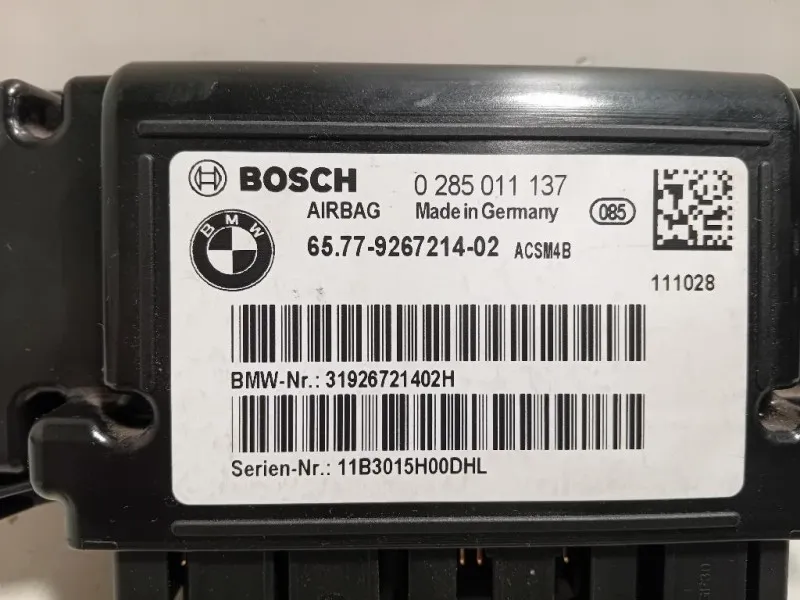 BOSCH 0 285 011 137
AIRBAG Made in Germany 085
BMW
65.77-9267214-02 ACSM4B
111028
BMW-Nr.: 31926721402H
Serien-Nr.: 11B3015H00DHL